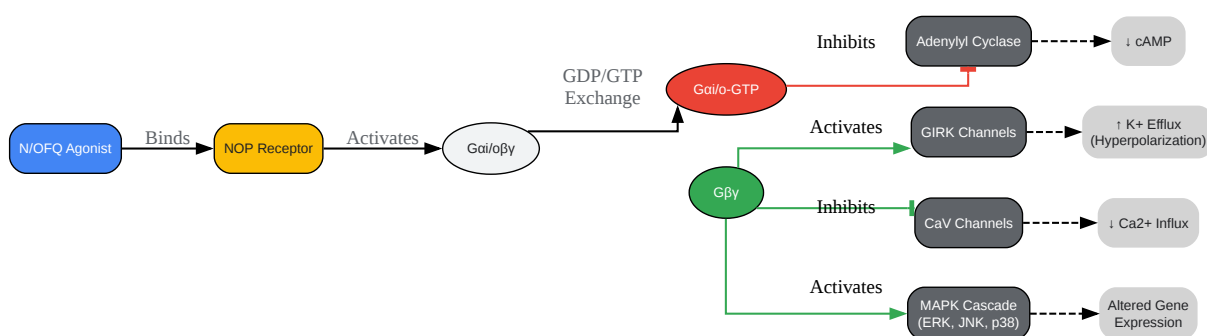 N/OFQ Agonist
Binds
NOP Receptor
Activates
Gαi/oβγ
GDP/GTP
Exchange
Gαi/o-GTP
Inhibits
Adenylyl Cyclase
↓ cAMP
Gβγ
Activates
GIRK Channels
↑ K+ Efflux
(Hyperpolarization)
Inhibits
CaV Channels
↓ Ca2+ Influx
Activates
MAPK Cascade
(ERK, JNK, p38)
Altered Gene
Expression